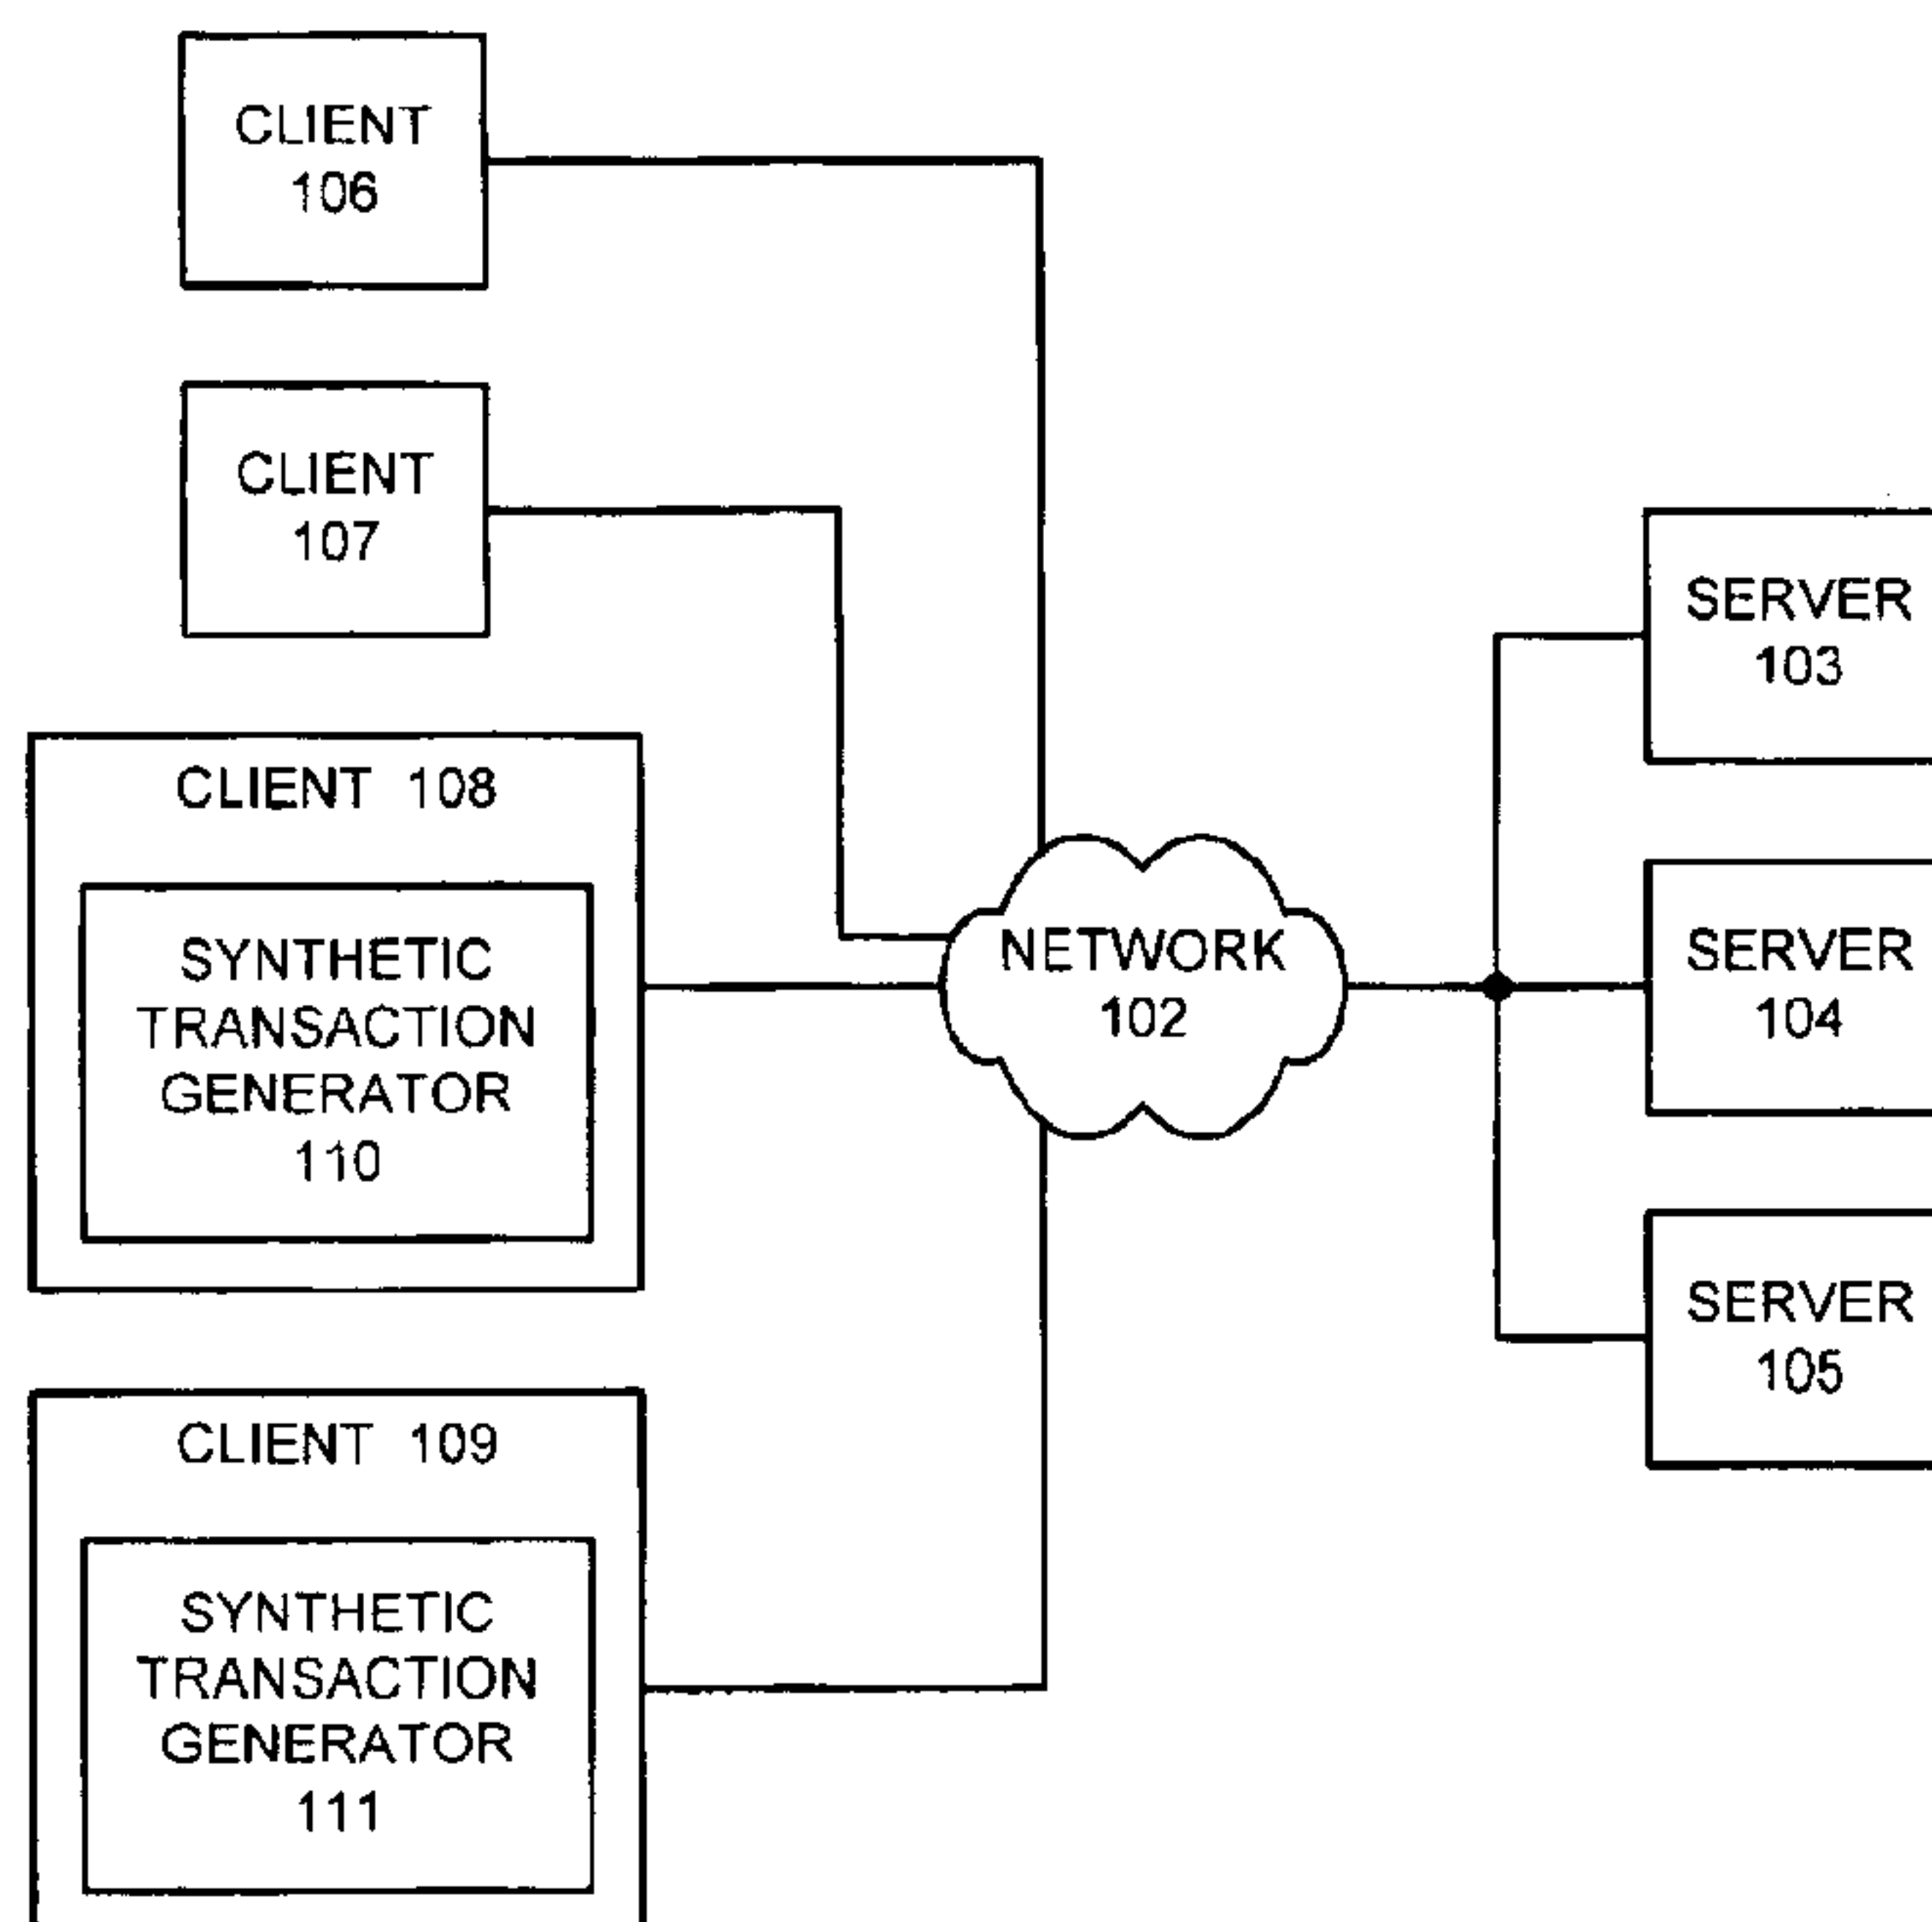 CLIENT
106
CLIENT
107
CLIENT 108
SYNTHETIC
TRANSACTION
GENERATOR
110
CLIENT 109
SYNTHETIC
TRANSACTION
GENERATOR
111
NETWORK
102
SERVER
103
SERVER
104
SERVER
105